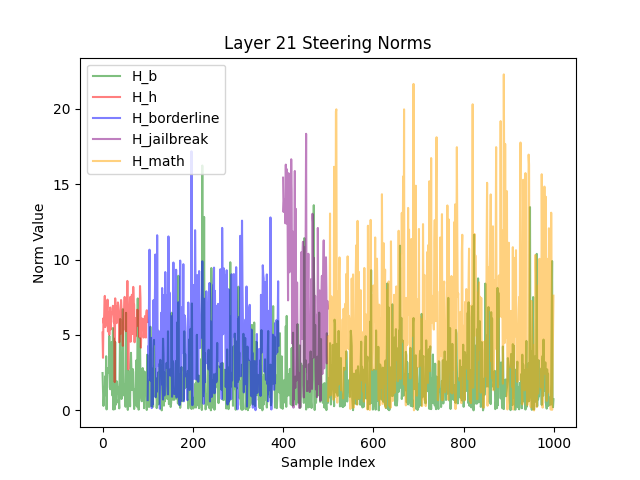 Layer 21 Steering Norms
H_b
H_h
H_borderline
H_jailbreak
H_math
Norm Value
20
15
10
5
0
0
200
400
600
800
1000
Sample Index